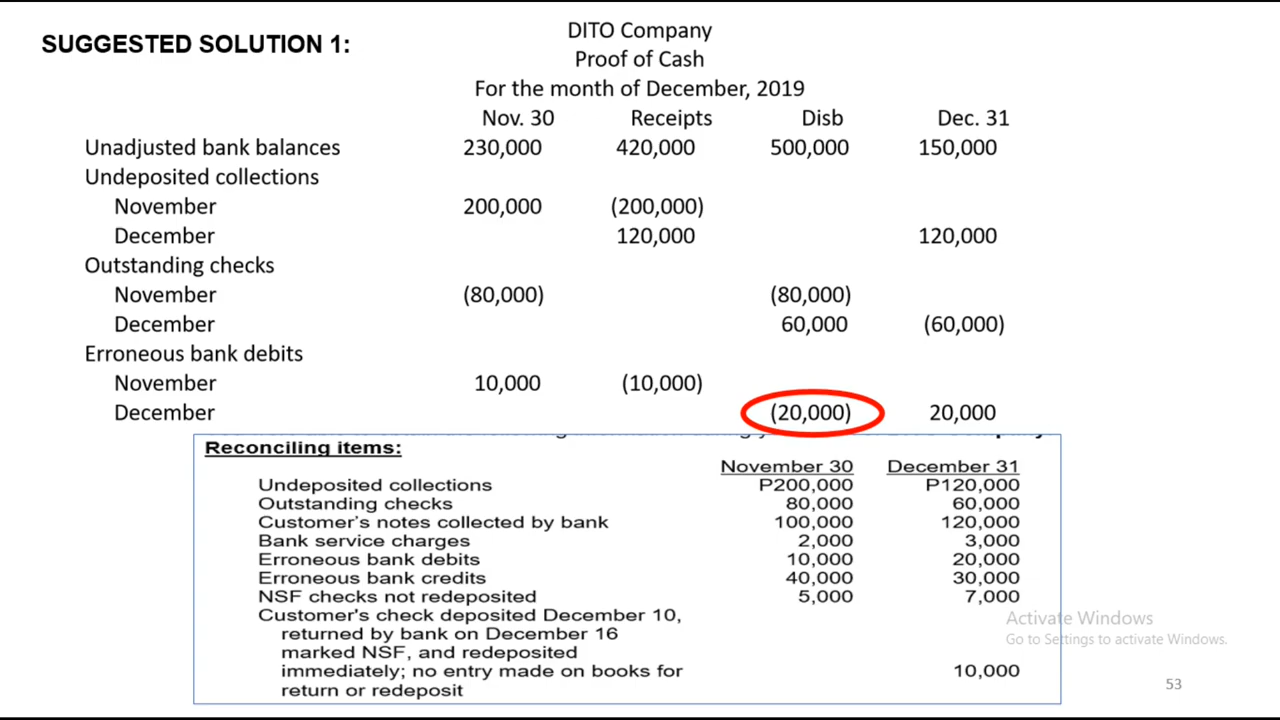 SUGGESTED SOLUTION 1:
DITO Company
Proof of Cash
For the month of December, 2019
Nov. 30 Receipts Disb Dec. 31
Unadjusted bank balances 230,000 420,000 500,000 150,000
Undeposited collections
November 200,000 (200,000)
December 120,000 120,000
Outstanding checks
November (80,000) (80,000)
December 60,000 (60,000)
Erroneous bank debits
November 10,000 (10,000)
December (20,000) 20,000
Reconciling items:
November 30 December 31
Undeposited collections P200,000 P120,000
Outstanding checks 80,000 60,000
Customer's notes collected by bank 100,000 120,000
Bank service charges 2,000 3,000
Erroneous bank debits 10,000 20,000
Erroneous bank credits 40,000 30,000
NSF checks not redeposited 5,000 7,000
Customer's check deposited December 10,
returned by bank on December 16
marked NSF, and redeposited
immediately; no entry made on books for 10,000
return or redeposit
Activate Windows
Go to Settings to activate Windows.
53